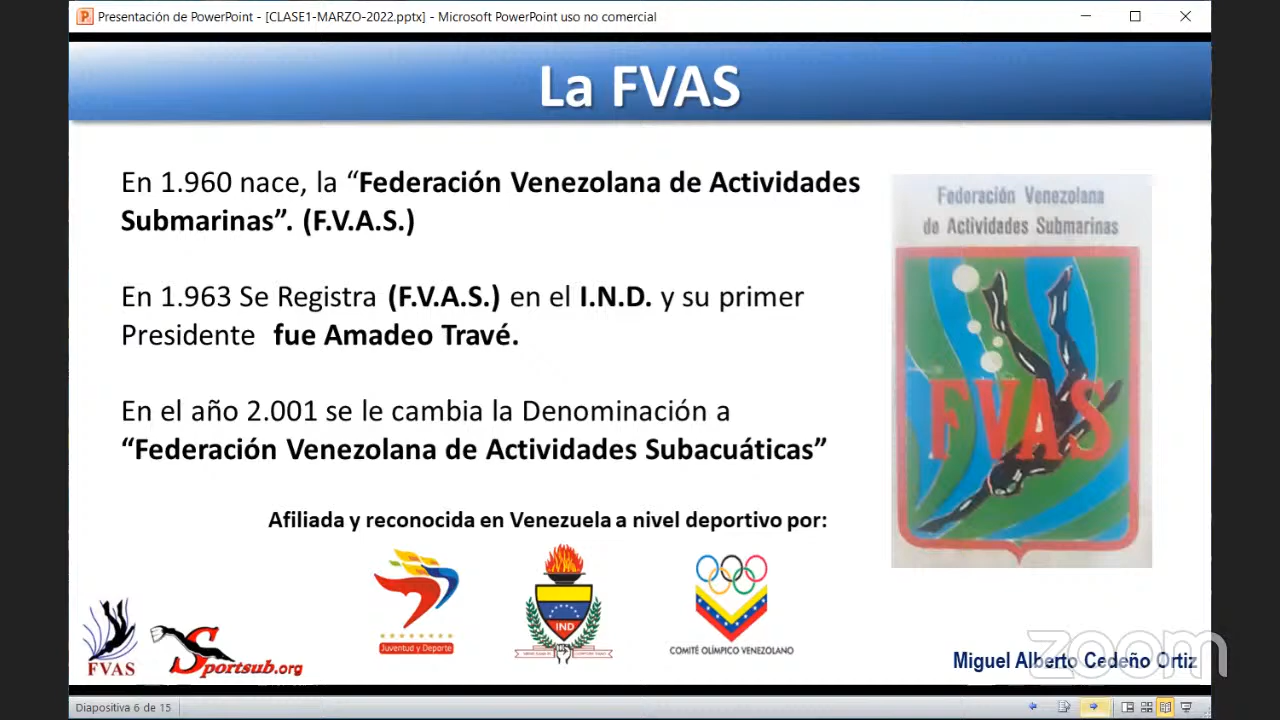 Presentación de PowerPoint - [CLASE1-MARZO-2022.pptx] - Microsoft PowerPoint uso no comercial
La FVAS
En 1.960 nace, la “Federación Venezolana de Actividades
Submarinas”. (F.V.A.S.)
En 1.963 Se Registra (F.V.A.S.) en el I.N.D. y su primer
Presidente fue Amadeo Travé.
En el año 2.001 se le cambia la Denominación a
“Federación Venezolana de Actividades Subacuáticas”
Federación Venezolana
de Actividades Submarinas
FVAS
Afiliada y reconocida en Venezuela a nivel deportivo por:
Juventud y Deporte
IND
COMITÉ OLÍMPICO VENEZOLANO
FVAS
Sportsub.org
Miguel Alberto Cedeño Ortiz
zoom
Diapositiva 6 de 15